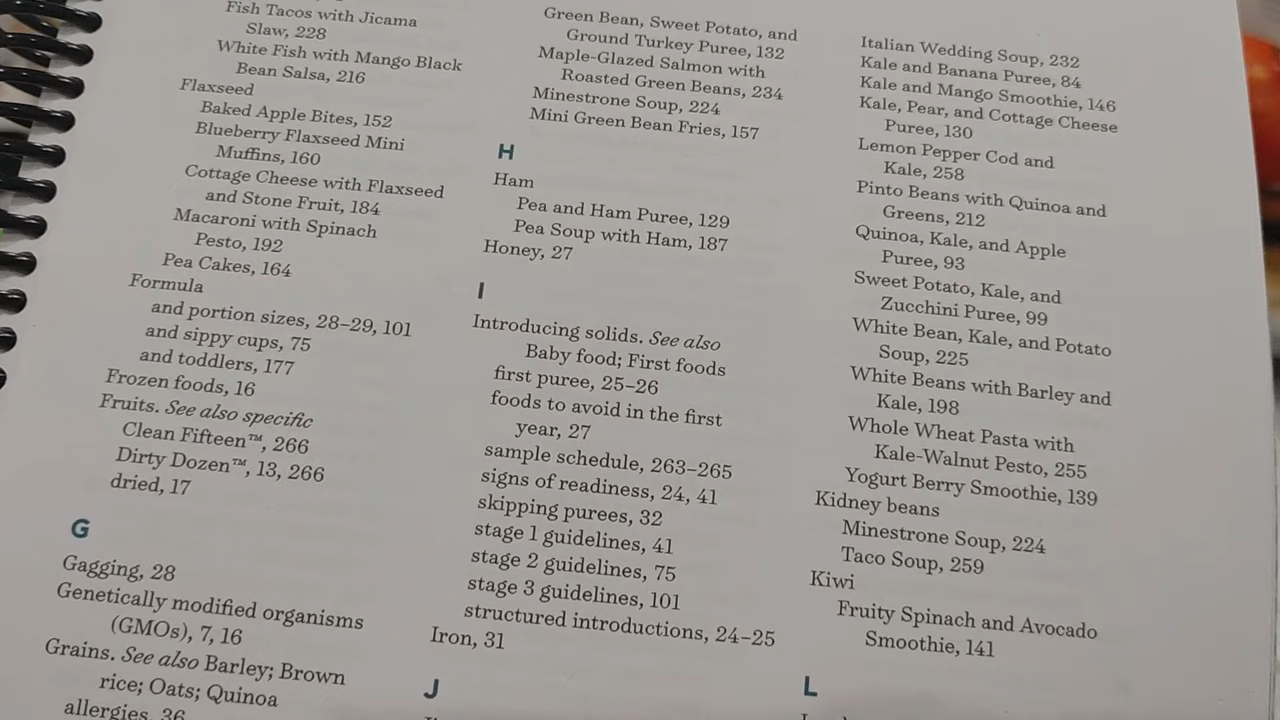 Fish Tacos with Jicama
Slaw, 228
White Fish with Mango Black
Bean Salsa, 216
Flaxseed
Baked Apple Bites, 152
Blueberry Flaxseed Mini
Muffins, 160
Cottage Cheese with Flaxseed
and Stone Fruit, 184
Macaroni with Spinach
Pesto, 192
Pea Cakes, 164
Formula
and portion sizes, 28–29, 101
and sippy cups, 75
and toddlers, 177
Frozen foods, 16
Fruits. See also specific
Clean Fifteen™, 266
Dirty Dozen™, 13, 266
dried, 17
G
Gagging, 28
Genetically modified organisms
(GMOs), 7, 16
Grains. See also Barley; Brown
rice; Oats; Quinoa
allergies, 36
Green Bean, Sweet Potato, and
Ground Turkey Puree, 132
Maple-Glazed Salmon with
Roasted Green Beans, 234
Minestrone Soup, 224
Mini Green Bean Fries, 157
H
Ham
Pea and Ham Puree, 129
Pea Soup with Ham, 187
Honey, 27
I
Introducing solids. See also
Baby food; First foods
first puree, 25–26
foods to avoid in the first
year, 27
sample schedule, 263–265
signs of readiness, 24, 41
skipping purees, 32
stage 1 guidelines, 41
stage 2 guidelines, 75
stage 3 guidelines, 101
structured introductions, 24–25
Iron, 31
J
Italian Wedding Soup, 232
Kale and Banana Puree, 84
Kale and Mango Smoothie, 146
Kale, Pear, and Cottage Cheese
Puree, 130
Lemon Pepper Cod and
Kale, 258
Pinto Beans with Quinoa and
Greens, 212
Quinoa, Kale, and Apple
Puree, 93
Sweet Potato, Kale, and
Zucchini Puree, 99
White Bean, Kale, and Potato
Soup, 225
White Beans with Barley and
Kale, 198
Whole Wheat Pasta with
Kale-Walnut Pesto, 255
Yogurt Berry Smoothie, 139
Kidney beans
Minestrone Soup, 224
Taco Soup, 259
Kiwi
Fruity Spinach and Avocado
Smoothie, 141
L